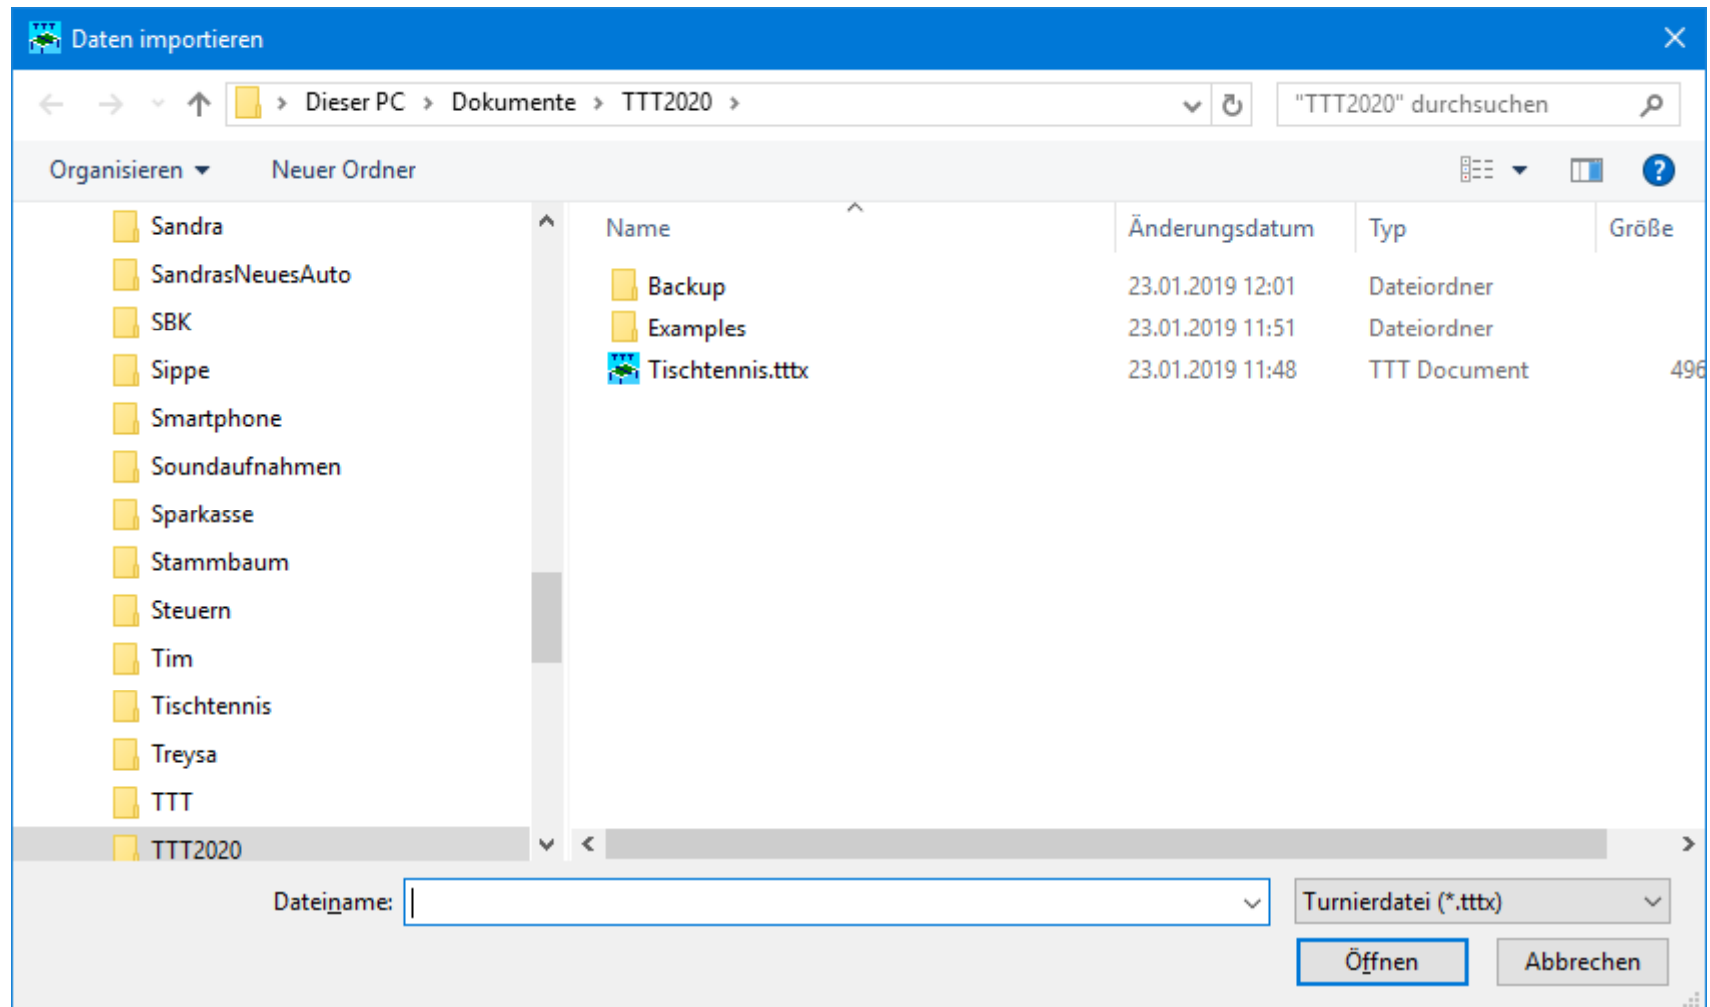 Daten importieren
Dieser PC > Dokumente > TTT2020 >
"TTT2020" durchsuchen
Organisieren
Neuer Ordner
Name
Änderungsdatum
Typ
Größe
Sandra
SandrasNeuesAuto
SBK
Sippe
Smartphone
Soundaufnahmen
Sparkasse
Stammbaum
Steuern
Tim
Tischtennis
Treysa
TTT
TTT2020
Backup 23.01.2019 12:01 Dateiordner
Examples 23.01.2019 11:51 Dateiordner
Tischtennis.tttx 23.01.2019 11:48 TTT Document 496
Dateiname:
Turnierdatei (*.tttx)
Öffnen
Abbrechen